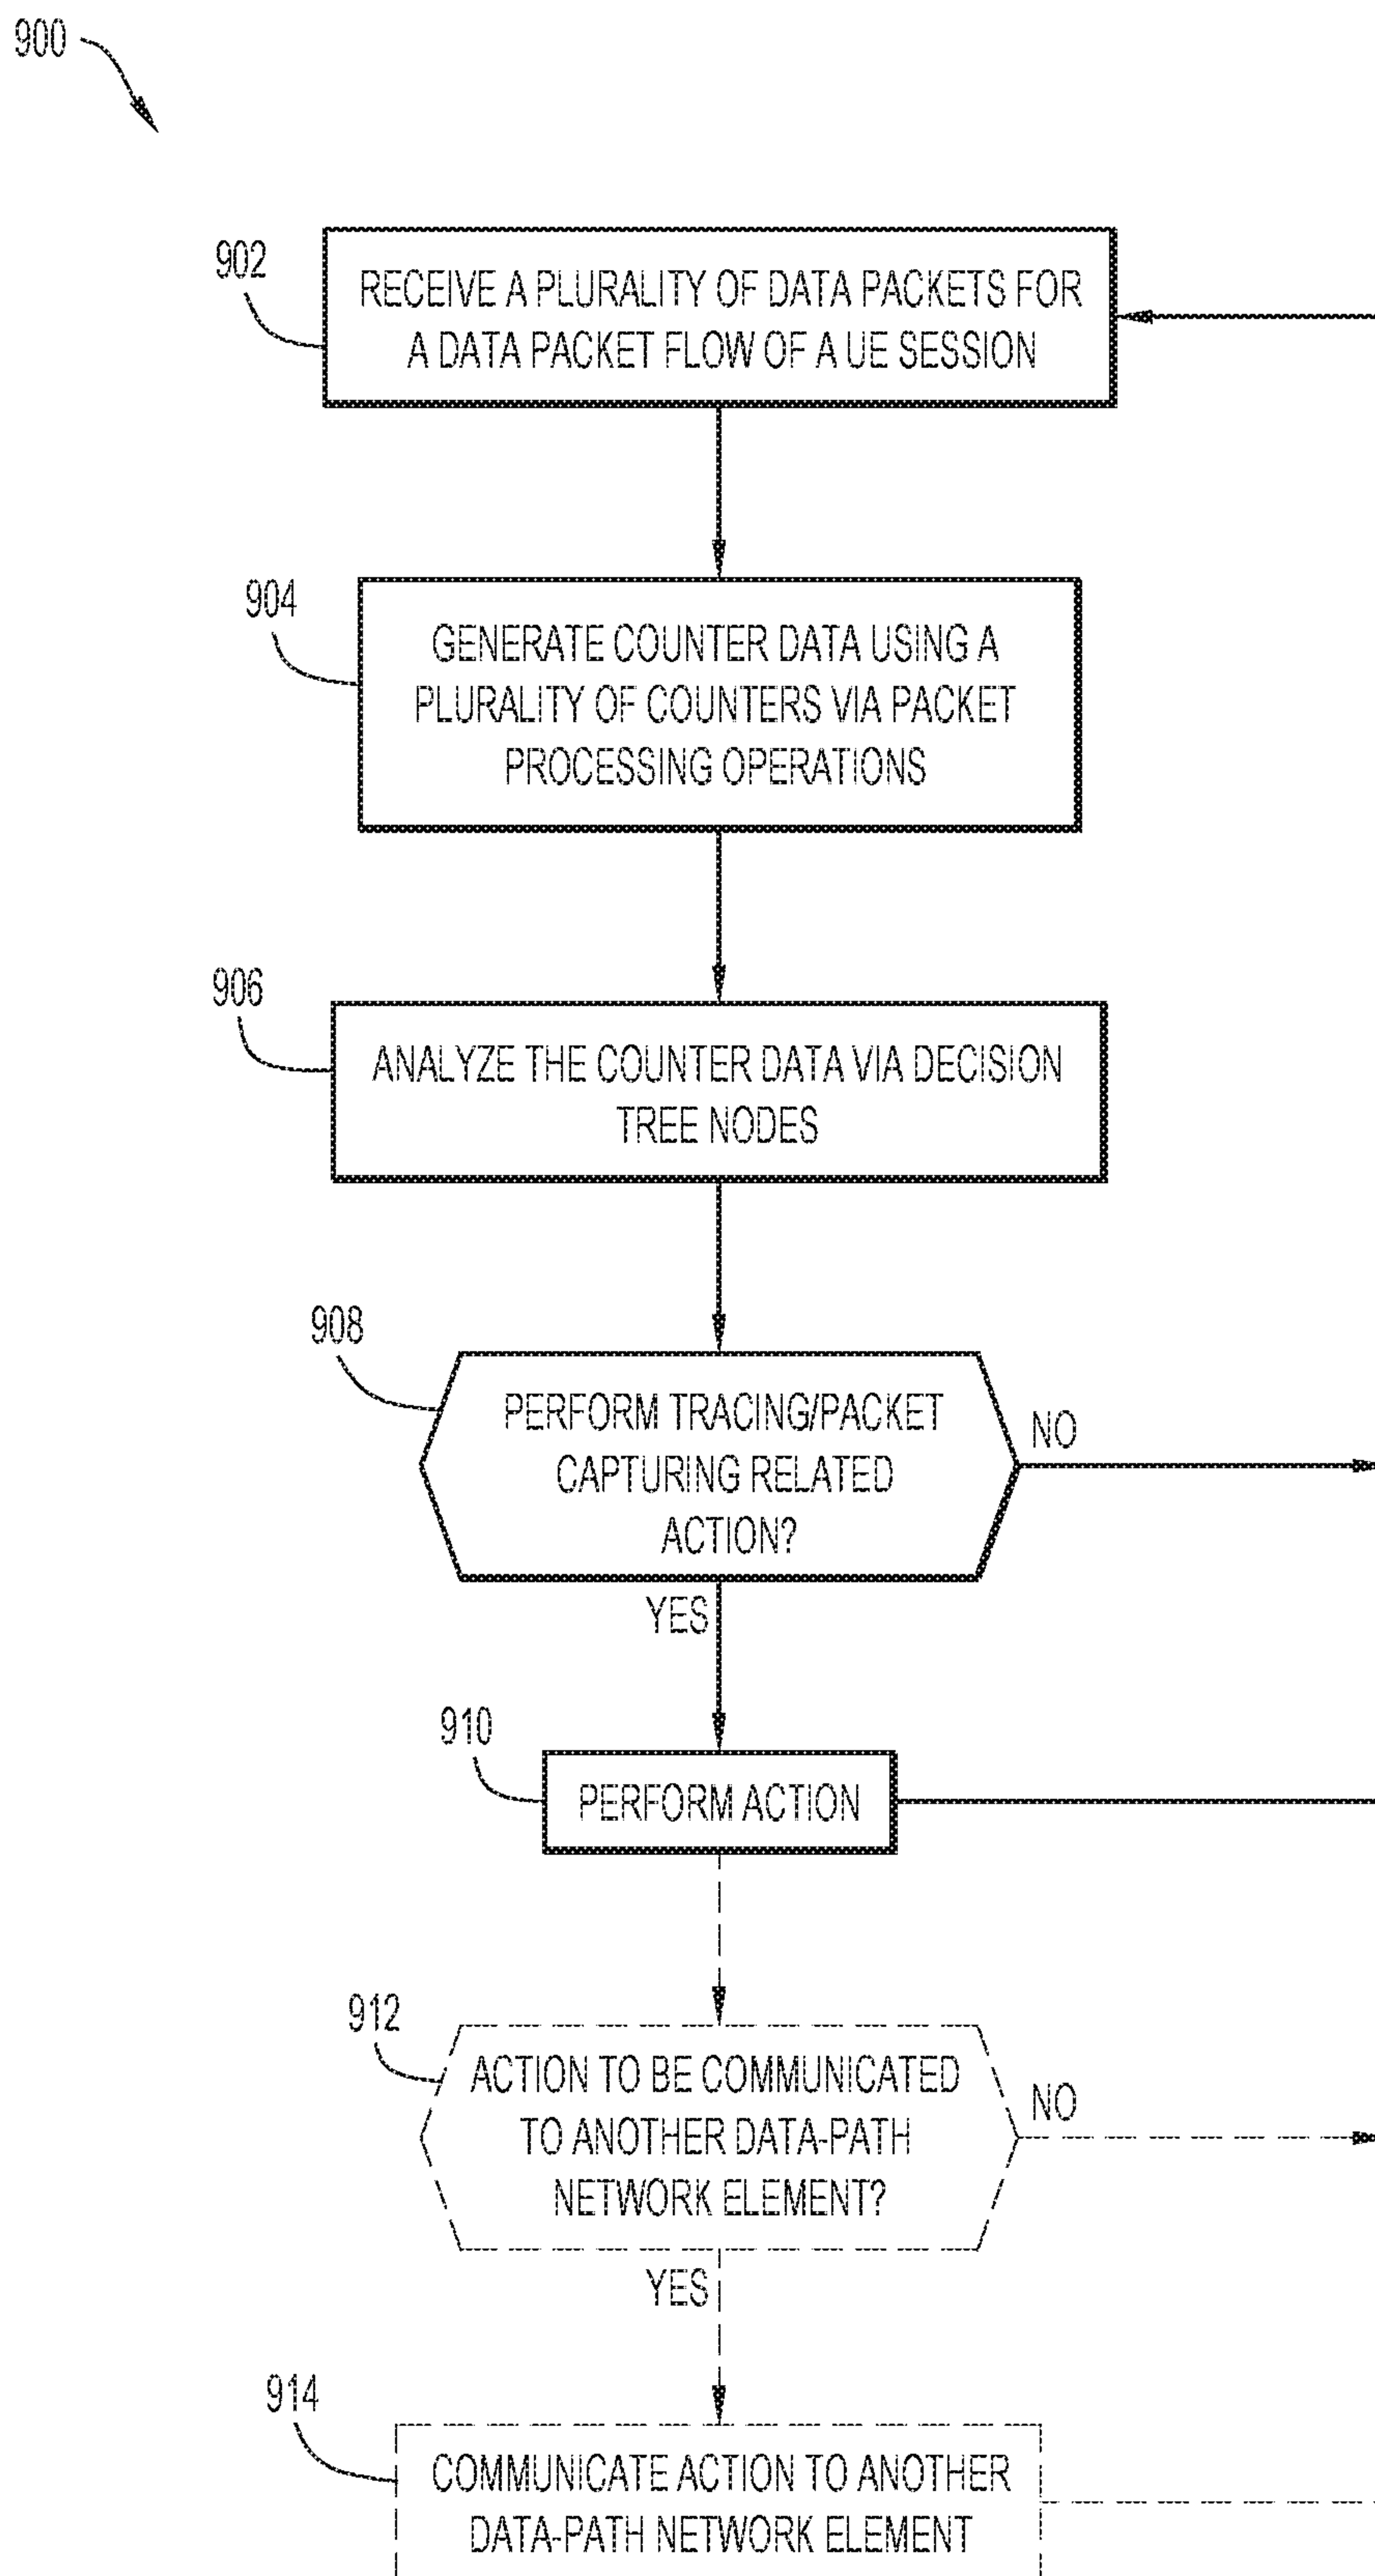 900
902
RECEIVE A PLURALITY OF DATA PACKETS FOR
A DATA PACKET FLOW OF A UE SESSION
904
GENERATE COUNTER DATA USING A
PLURALITY OF COUNTERS VIA PACKET
PROCESSING OPERATIONS
906
ANALYZE THE COUNTER DATA VIA DECISION
TREE NODES
908
PERFORM TRACING/PACKET
CAPTURING RELATED
ACTION?
NO
YES
910
PERFORM ACTION
912
ACTION TO BE COMMUNICATED
TO ANOTHER DATA-PATH
NETWORK ELEMENT?
NO
YES
914
COMMUNICATE ACTION TO ANOTHER
DATA-PATH NETWORK ELEMENT